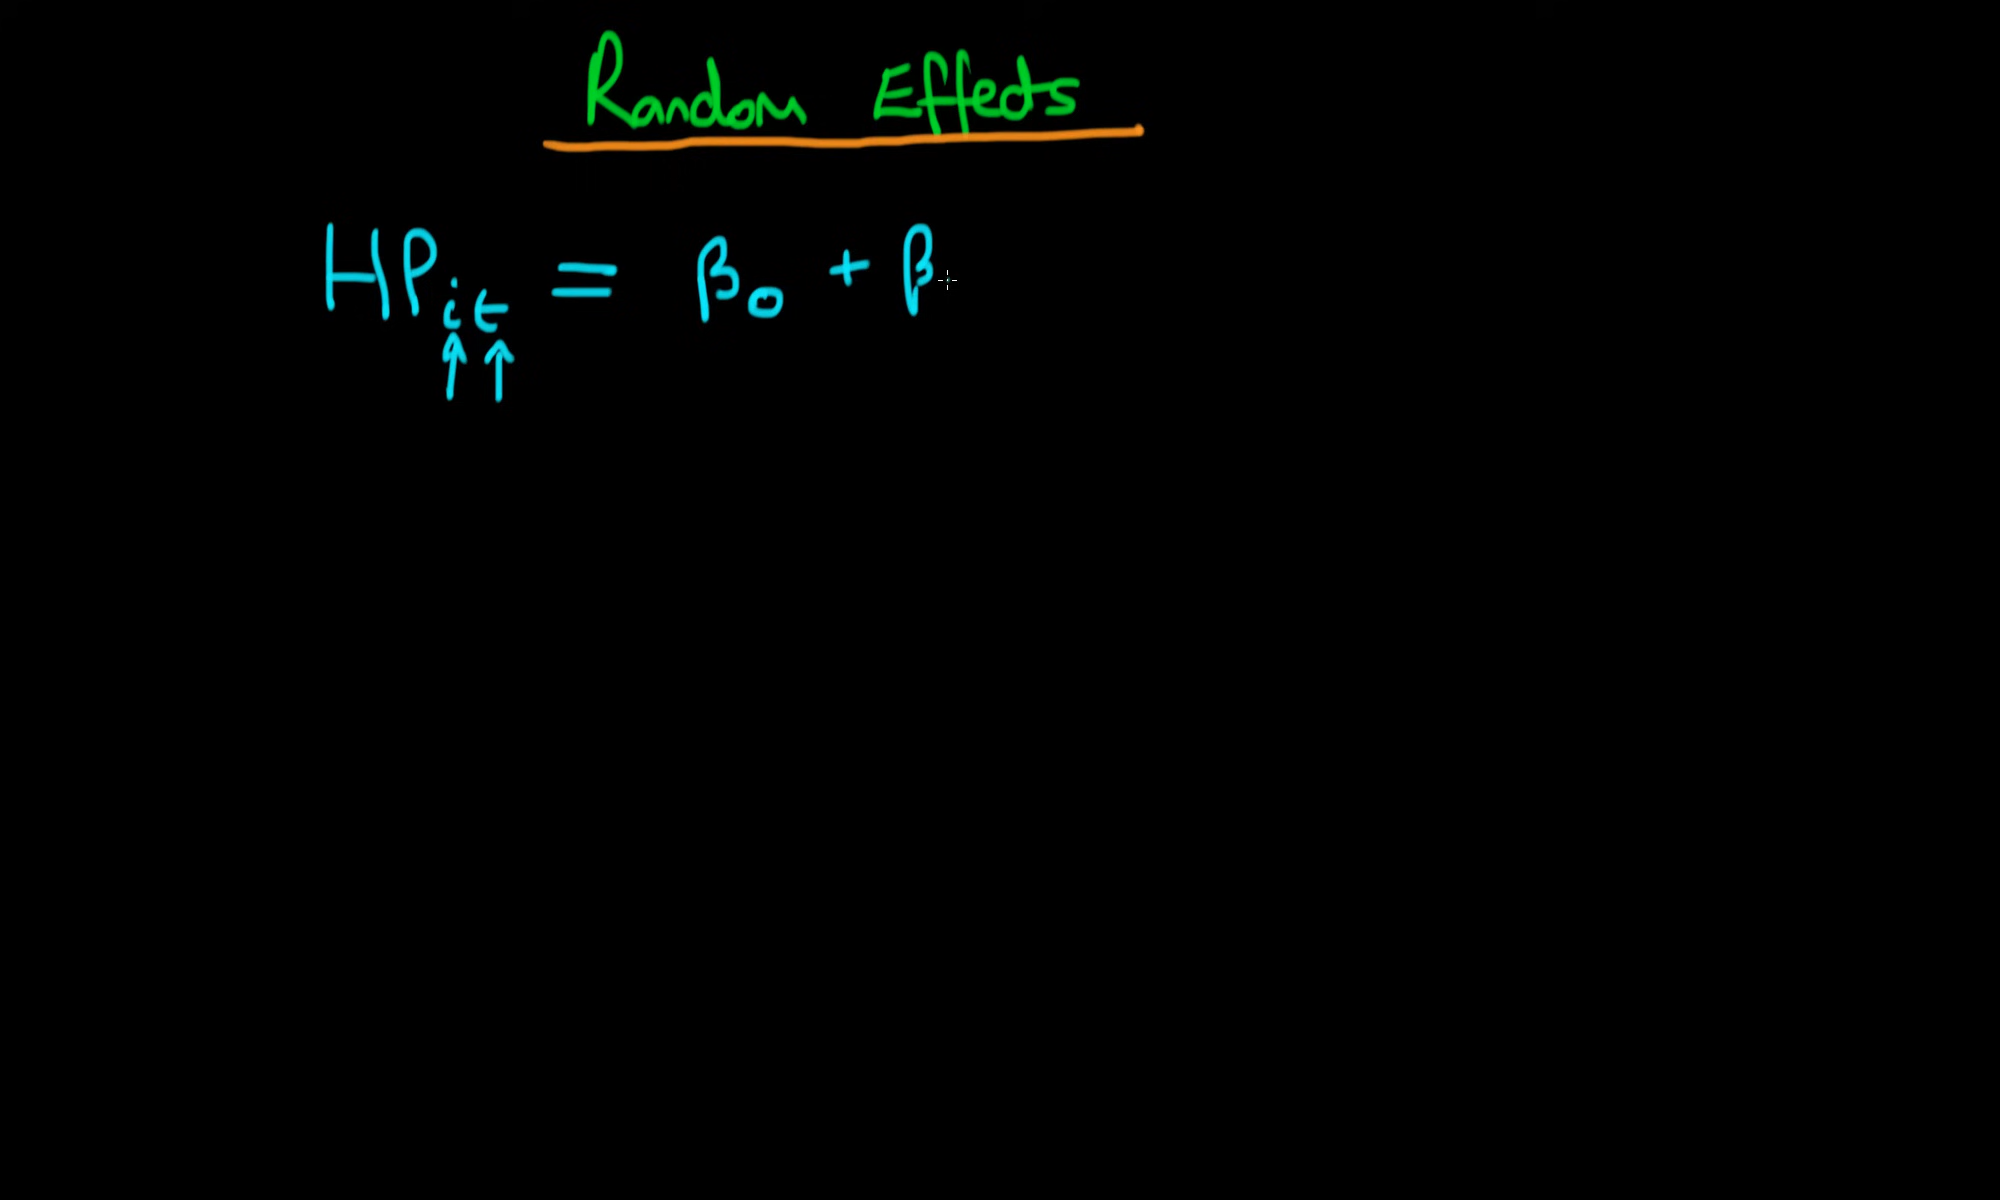 Random Effects
HP_it = β_0 + β